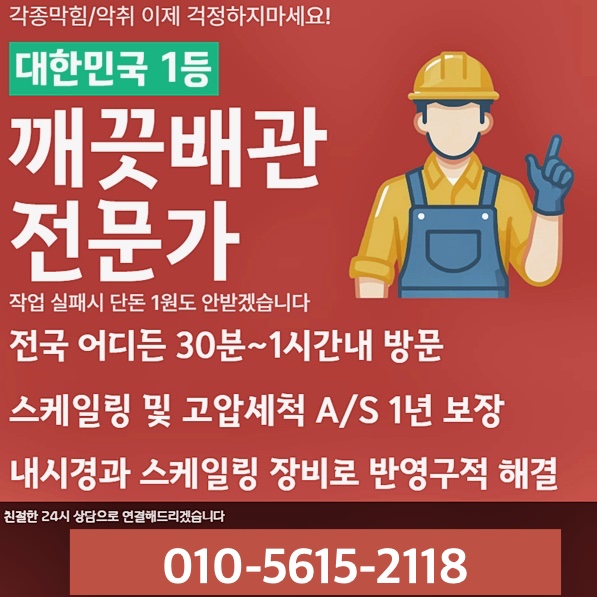 각종막힘/악취 이제 걱정하지마세요!
대한민국 1등
깨끗배관
전문가
작업 실패시 단돈 1원도 안받겠습니다
전국 어디든 30분~1시간내 방문
스케일링 및 고압세척 A/S 1년 보장
내시경과 스케일링 장비로 반영구적 해결
친절한 24시 상담으로 연결해드리겠습니다
010-5615-2118